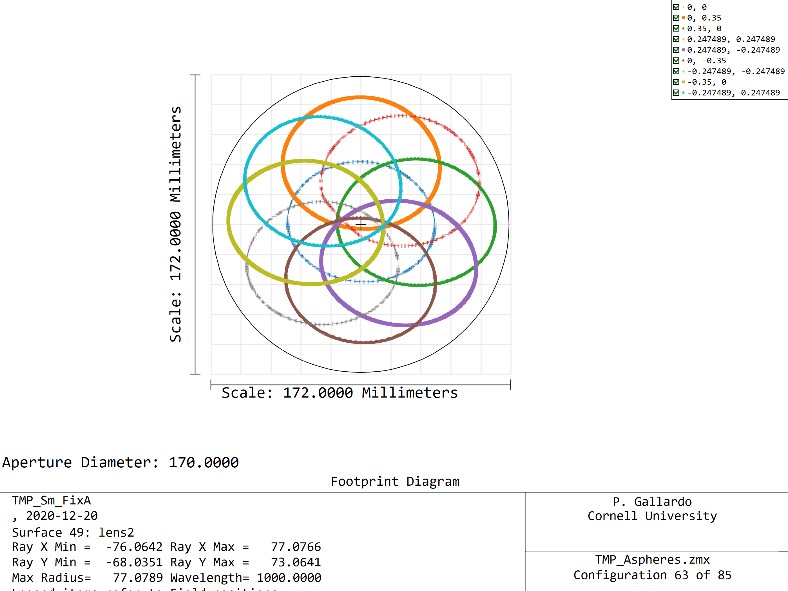 0, 0
0, 0.35
0.35, 0
0.247489, 0.247489
0.247489, -0.247489
0, -0.35
-0.247489, -0.247489
-0.35, 0
-0.247489, 0.247489
Scale: 172.0000 Millimeters
Scale: 172.0000 Millimeters
Aperture Diameter: 170.0000
Footprint Diagram
TMP_Sm_FixA
, 2020-12-20
Surface 49: lens2
Ray X Min = -76.0642 Ray X Max = 77.0766
Ray Y Min = -68.0351 Ray Y Max = 73.0641
Max Radius= 77.0789 Wavelength= 1000.0000
P. Gallardo
Cornell University
TMP_Aspheres.zmx
Configuration 63 of 85